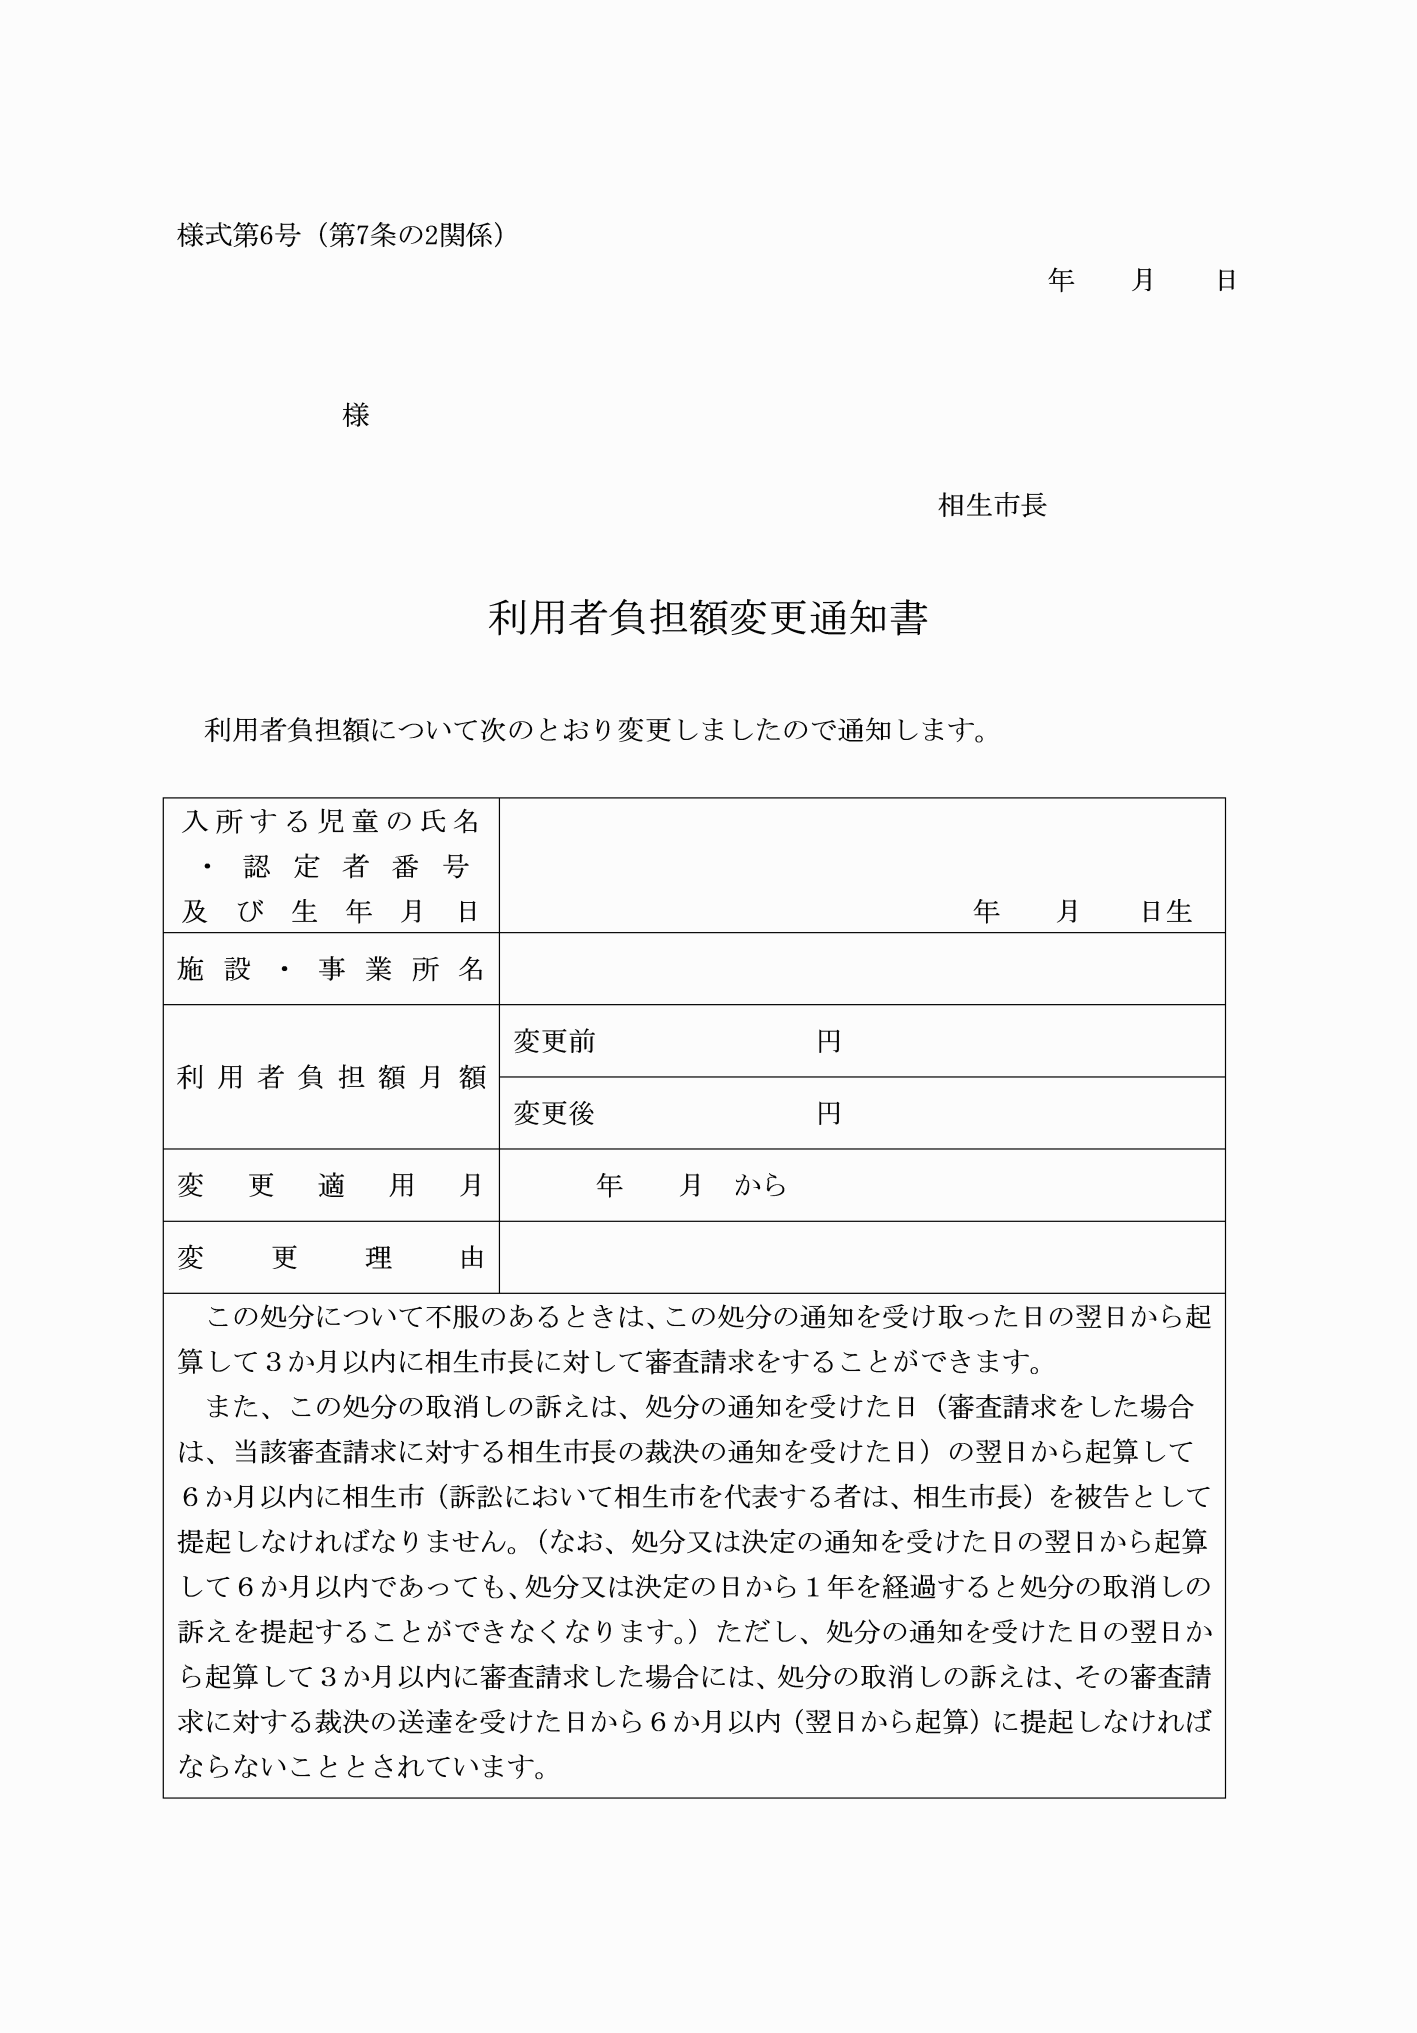 様式第6号（第7条の2関係）
年　　月　　日
様
相生市長
利用者負担額変更通知書
利用者負担額について次のとおり変更しましたので通知します。
入所する児童の氏名
・認定者番号
及び生年月日
年　　月　　日生
施設・事業所名
利用者負担額月額
変更前　　　　　　　　円
変更後　　　　　　　　円
変更適用月
年　　月　から
変更理由
この処分について不服のあるときは、この処分の通知を受け取った日の翌日から起
算して３か月以内に相生市長に対して審査請求をすることができます。
また、この処分の取消しの訴えは、処分の通知を受けた日（審査請求をした場合
は、当該審査請求に対する相生市長の裁決の通知を受けた日）の翌日から起算して
６か月以内に相生市（訴訟において相生市を代表する者は、相生市長）を被告として
提起しなければなりません。（なお、処分又は決定の通知を受けた日の翌日から起算
して６か月以内であっても、処分又は決定の日から１年を経過すると処分の取消しの
訴えを提起することができなくなります。）ただし、処分の通知を受けた日の翌日か
ら起算して３か月以内に審査請求した場合には、処分の取消しの訴えは、その審査請
求に対する裁決の送達を受けた日から６か月以内（翌日から起算）に提起しなければ
ならないこととされています。